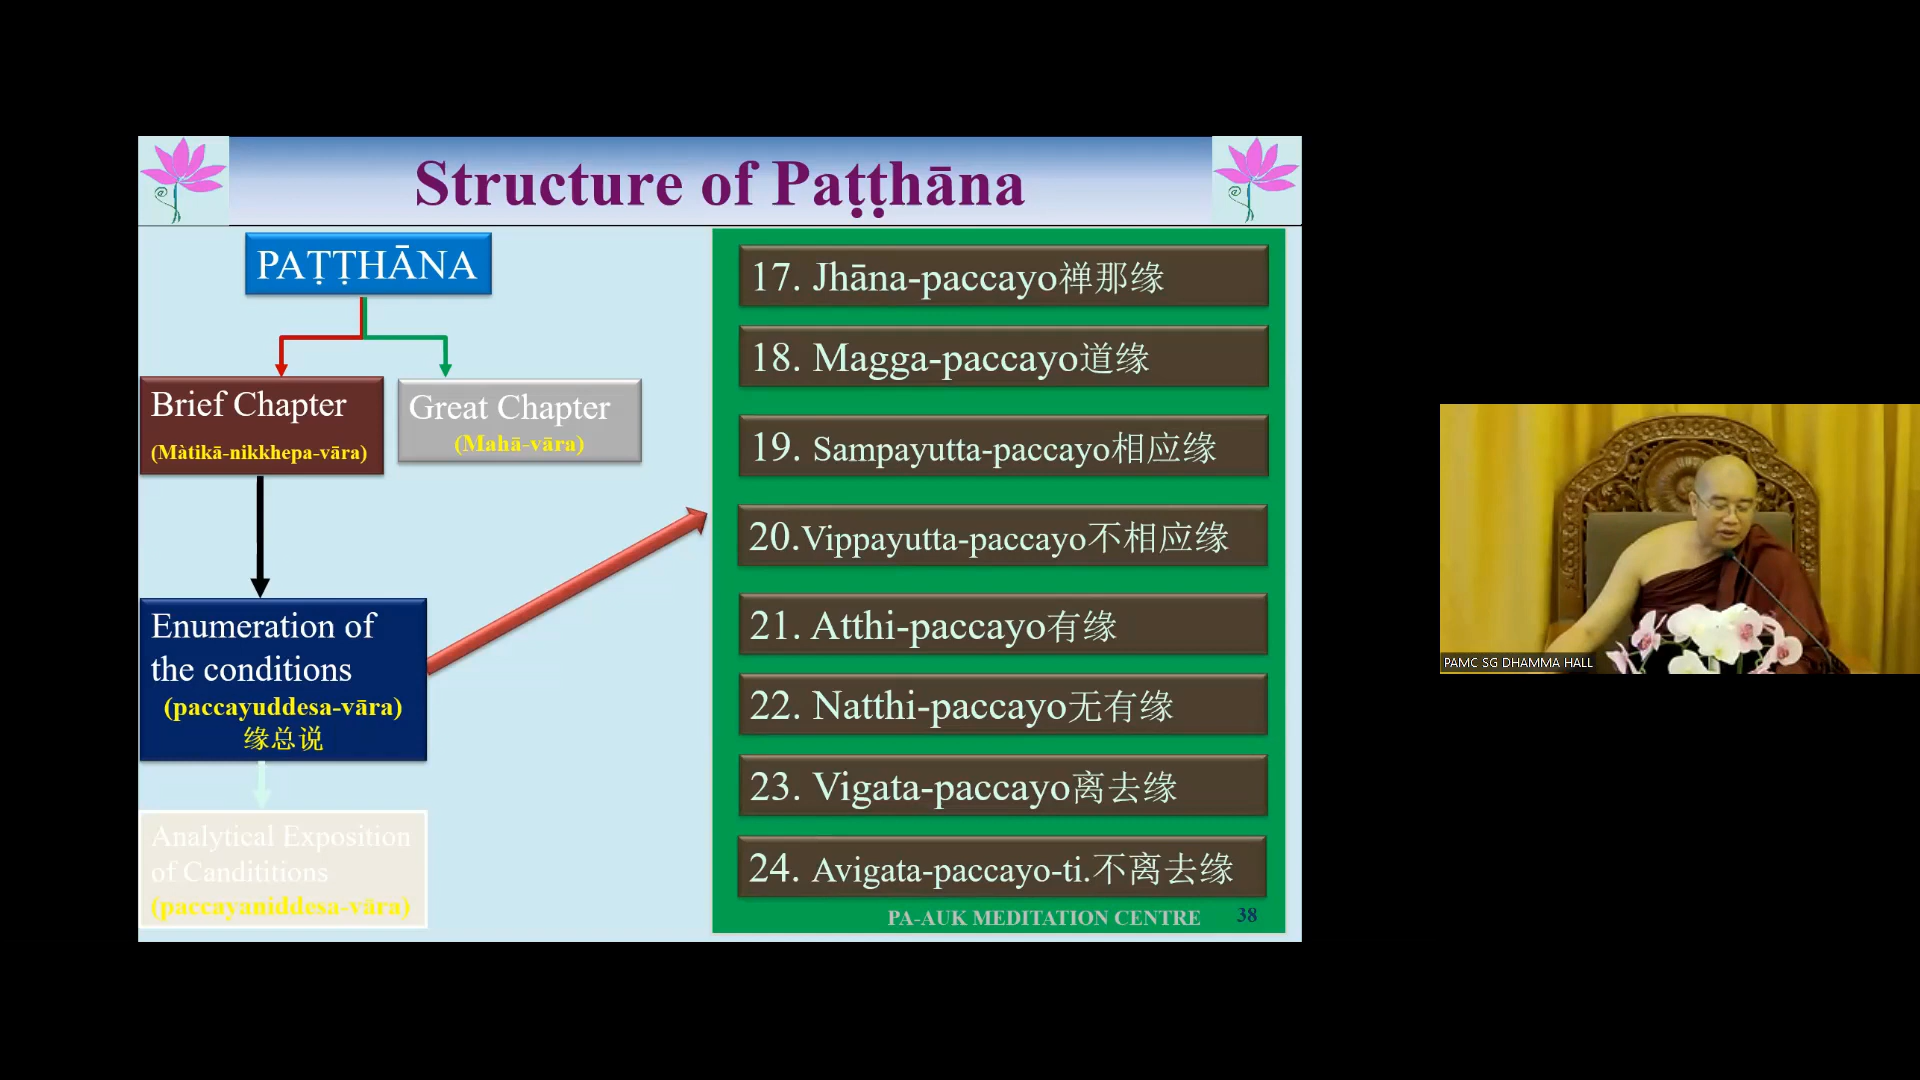 Structure of Paṭṭhāna
PAṬṬHĀNA
Brief Chapter
(Màtikā-nikkhepa-vāra)
Great Chapter
(Mahā-vāra)
Enumeration of
the conditions
(paccayuddesa-vāra)
缘总说
Analytical Exposition
of Candititions
(paccayaniddesa-vāra)
17. Jhāna-paccayo禅那缘
18. Magga-paccayo道缘
19. Sampayutta-paccayo相应缘
20.Vippayutta-paccayo不相应缘
21. Atthi-paccayo有缘
22. Natthi-paccayo无有缘
23. Vigata-paccayo离去缘
24. Avigata-paccayo-ti.不离去缘
PA-AUK MEDITATION CENTRE 38
PAMC SG DHAMMA HALL